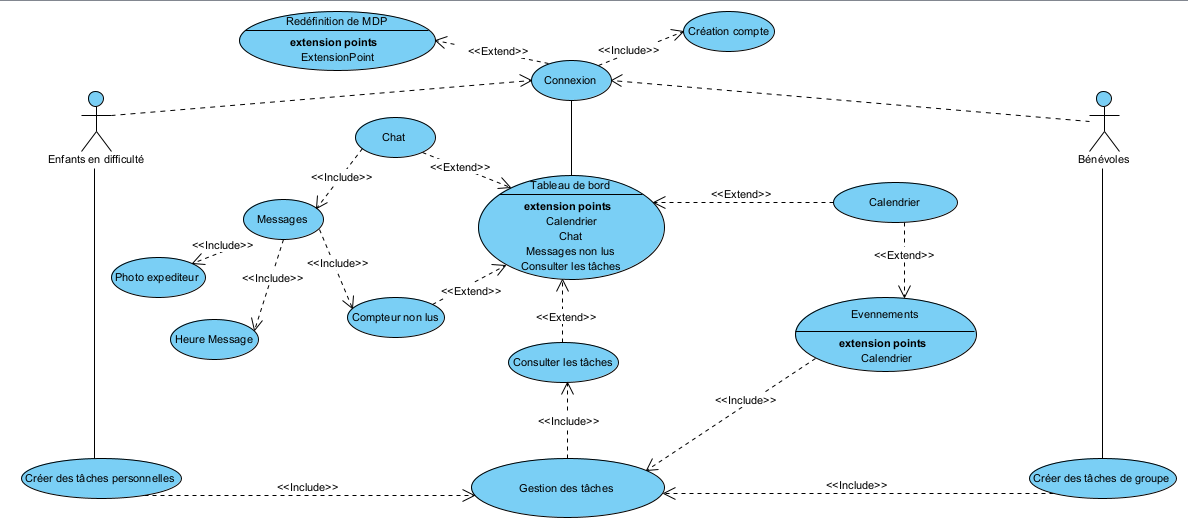 Redéfinition de MDP
extension points
ExtensionPoint
<<Extend>>
<<Include>>
Création compte
Connexion
Enfants en difficulté
Bénévoles
Chat
<<Extend>>
<<Include>>
Tableau de bord
extension points
Calendrier
Chat
Messages non lus
Consulter les tâches
<<Extend>>
Calendrier
Messages
<<Include>>
Photo expediteur
<<Include>>
<<Include>>
<<Extend>>
<<Extend>>
Heure Message
Compteur non lus
<<Extend>>
Evennements
extension points
Calendrier
Consulter les tâches
<<Include>>
<<Include>>
Créer des tâches personnelles
<<Include>>
Gestion des tâches
<<Include>>
Créer des tâches de groupe